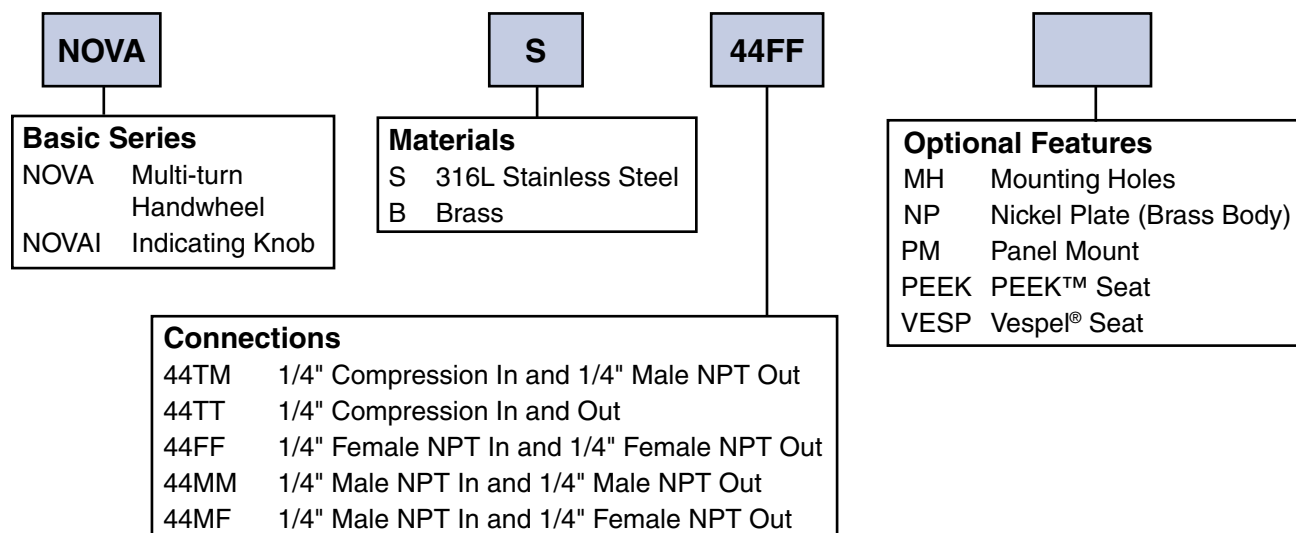 NOVA
S
44FF
Basic Series
NOVA Multi-turn
Handwheel
NOVAI Indicating Knob
Materials
S 316L Stainless Steel
B Brass
Optional Features
MH Mounting Holes
NP Nickel Plate (Brass Body)
PM Panel Mount
PEEK PEEK™ Seat
VESP Vespel® Seat
Connections
44TM 1/4" Compression In and 1/4" Male NPT Out
44TT 1/4" Compression In and Out
44FF 1/4" Female NPT In and 1/4" Female NPT Out
44MM 1/4" Male NPT In and 1/4" Male NPT Out
44MF 1/4" Male NPT In and 1/4" Female NPT Out